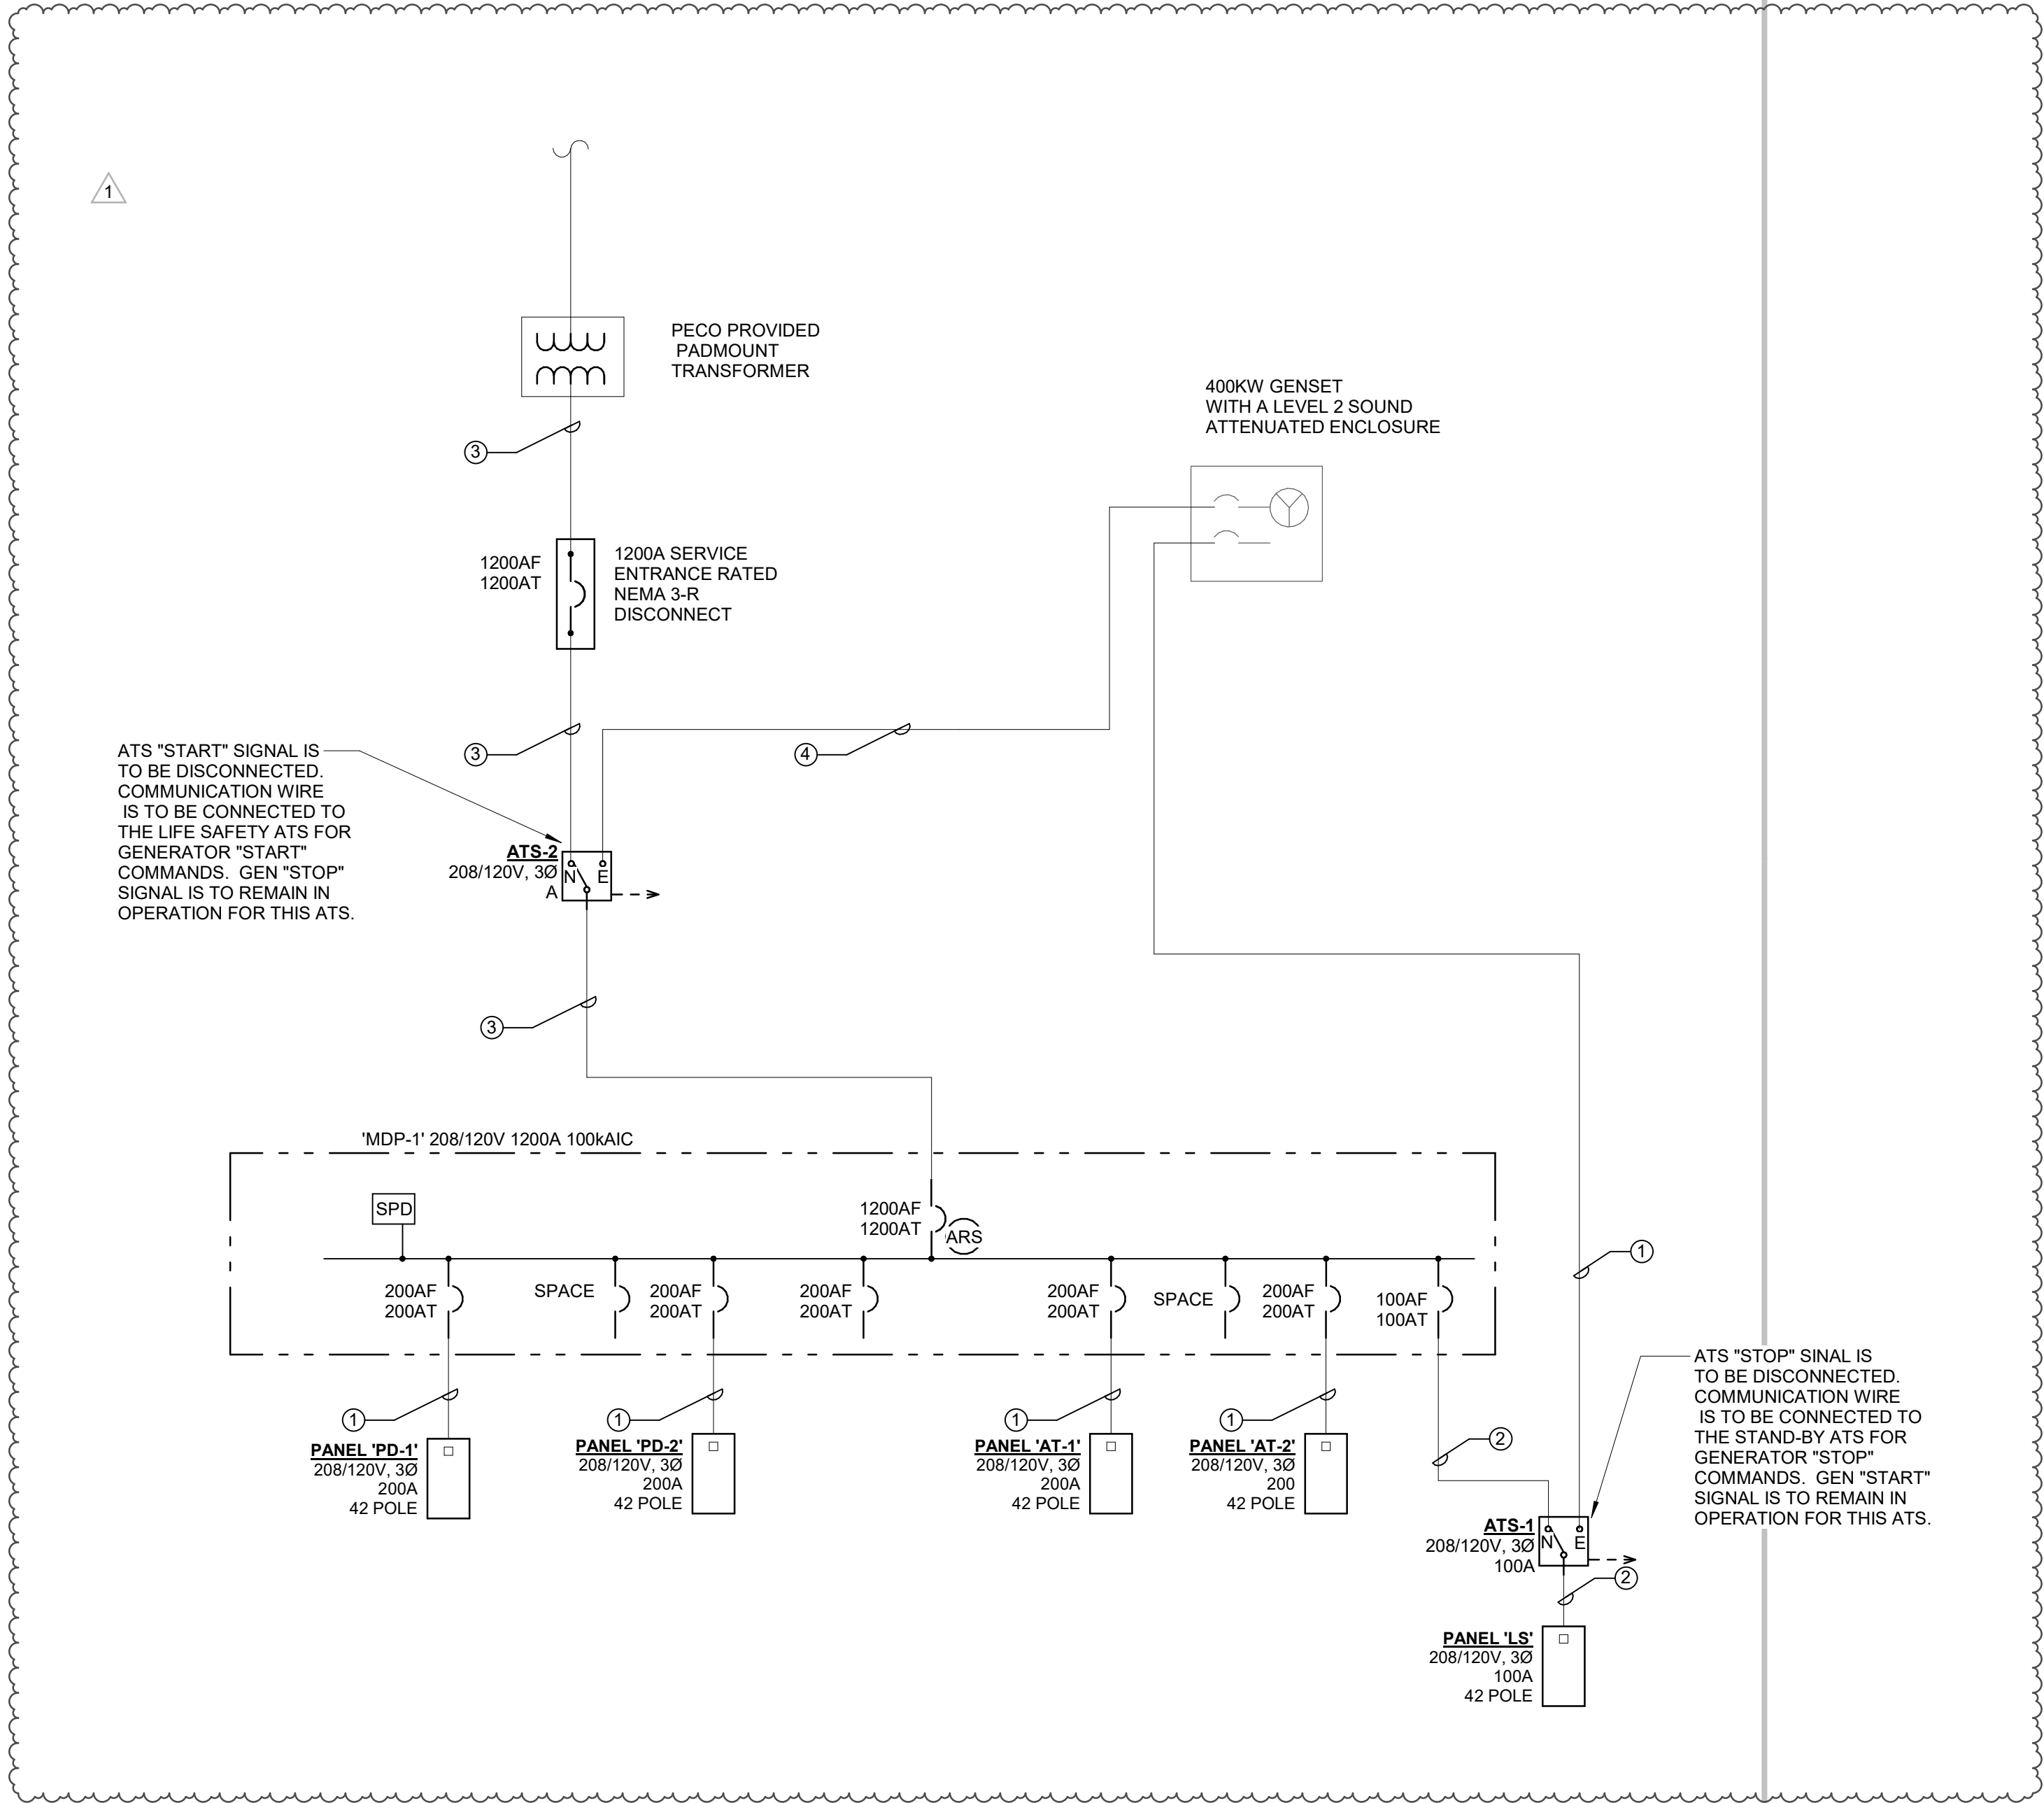 1
PECO PROVIDED
PADMOUNT
TRANSFORMER
400KW GENSET
WITH A LEVEL 2 SOUND
ATTENUATED ENCLOSURE
3
1200AF
1200AT
1200A SERVICE
ENTRANCE RATED
NEMA 3-R
DISCONNECT
3
4
ATS "START" SIGNAL IS
TO BE DISCONNECTED.
COMMUNICATION WIRE
IS TO BE CONNECTED TO
THE LIFE SAFETY ATS FOR
GENERATOR "START"
COMMANDS. GEN "STOP"
SIGNAL IS TO REMAIN IN
OPERATION FOR THIS ATS.
ATS-2
208/120V, 3Ø
A
N E
3
'MDP-1' 208/120V 1200A 100kAIC
SPD
1200AF
1200AT
ARS
200AF
200AT
SPACE
200AF
200AT
200AF
200AT
200AF
200AT
SPACE
200AF
200AT
100AF
100AT
1
1
1
1
1
2
PANEL 'PD-1'
208/120V, 3Ø
200A
42 POLE
PANEL 'PD-2'
208/120V, 3Ø
200A
42 POLE
PANEL 'AT-1'
208/120V, 3Ø
200A
42 POLE
PANEL 'AT-2'
208/120V, 3Ø
200
42 POLE
ATS "STOP" SINAL IS
TO BE DISCONNECTED.
COMMUNICATION WIRE
IS TO BE CONNECTED TO
THE STAND-BY ATS FOR
GENERATOR "STOP"
COMMANDS. GEN "START"
SIGNAL IS TO REMAIN IN
OPERATION FOR THIS ATS.
ATS-1
208/120V, 3Ø
100A
N E
2
PANEL 'LS'
208/120V, 3Ø
100A
42 POLE